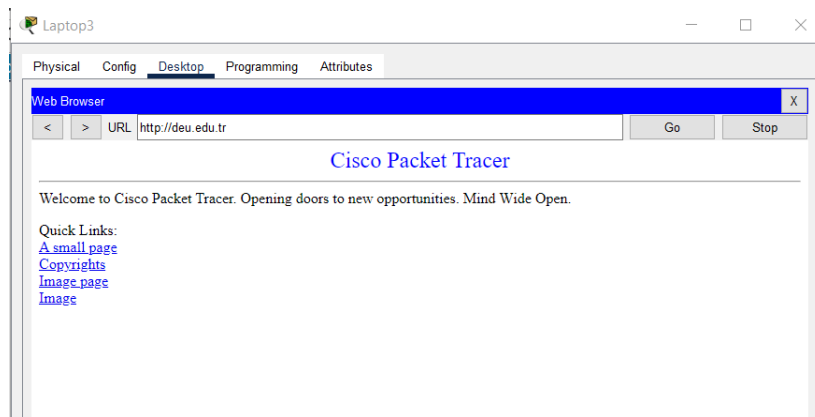 Laptop3
Physical Config Desktop Programming Attributes
Web Browser X
< > URL http://deu.edu.tr Go Stop
Cisco Packet Tracer
Welcome to Cisco Packet Tracer. Opening doors to new opportunities. Mind Wide Open.
Quick Links:
A small page
Copyrights
Image page
Image